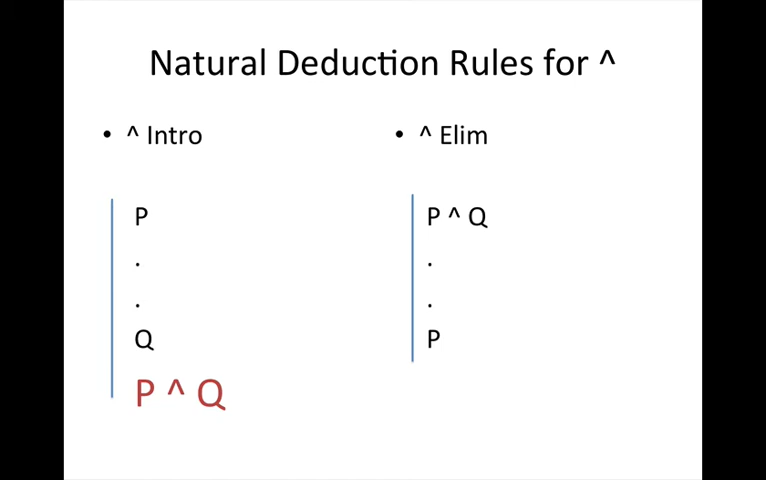 Natural Deduction Rules for ^
• ^ Intro
P
.
.
Q
P ^ Q
• ^ Elim
P ^ Q
.
.
P